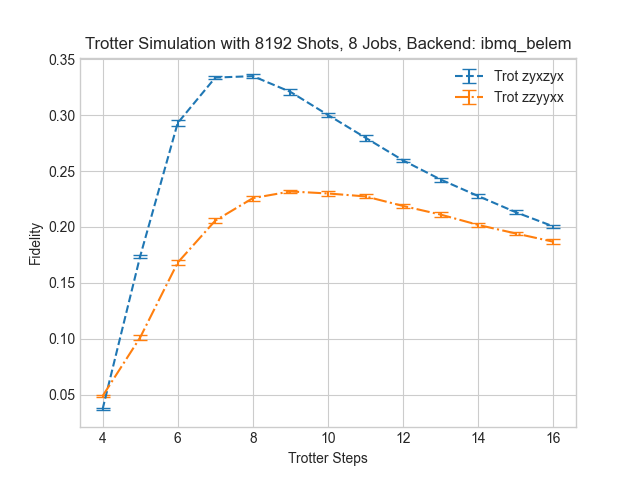 Trotter Simulation with 8192 Shots, 8 Jobs, Backend: ibmq_belem
0.35
Trot zyxzyx
Trot zzyyxx
0.30
0.25
0.20
0.15
0.10
0.05
Fidelity
4 6 8 10 12 14 16
Trotter Steps